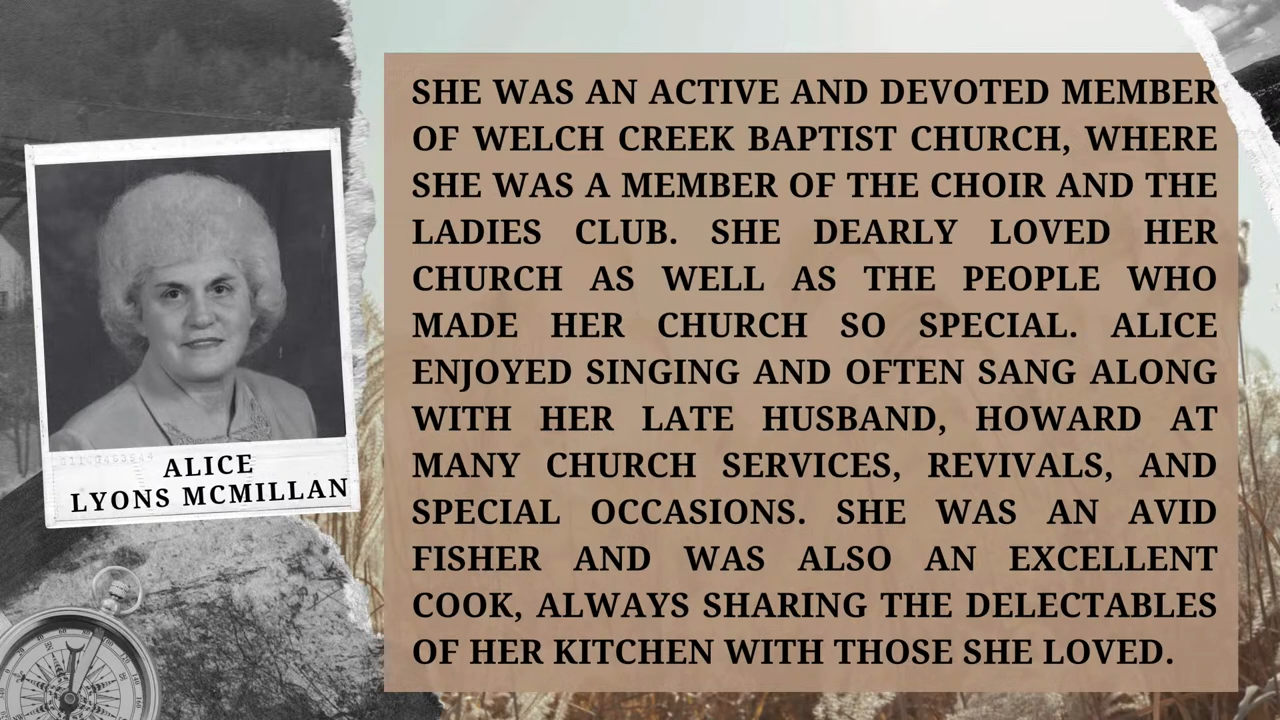 SHE WAS AN ACTIVE AND DEVOTED MEMBER
OF WELCH CREEK BAPTIST CHURCH, WHERE
SHE WAS A MEMBER OF THE CHOIR AND THE
LADIES CLUB. SHE DEARLY LOVED HER
CHURCH AS WELL AS THE PEOPLE WHO
MADE HER CHURCH SO SPECIAL. ALICE
ENJOYED SINGING AND OFTEN SANG ALONG
WITH HER LATE HUSBAND, HOWARD AT
MANY CHURCH SERVICES, REVIVALS, AND
SPECIAL OCCASIONS. SHE WAS AN AVID
FISHER AND WAS ALSO AN EXCELLENT
COOK, ALWAYS SHARING THE DELECTABLES
OF HER KITCHEN WITH THOSE SHE LOVED.
ALICE
LYONS MCMILLAN